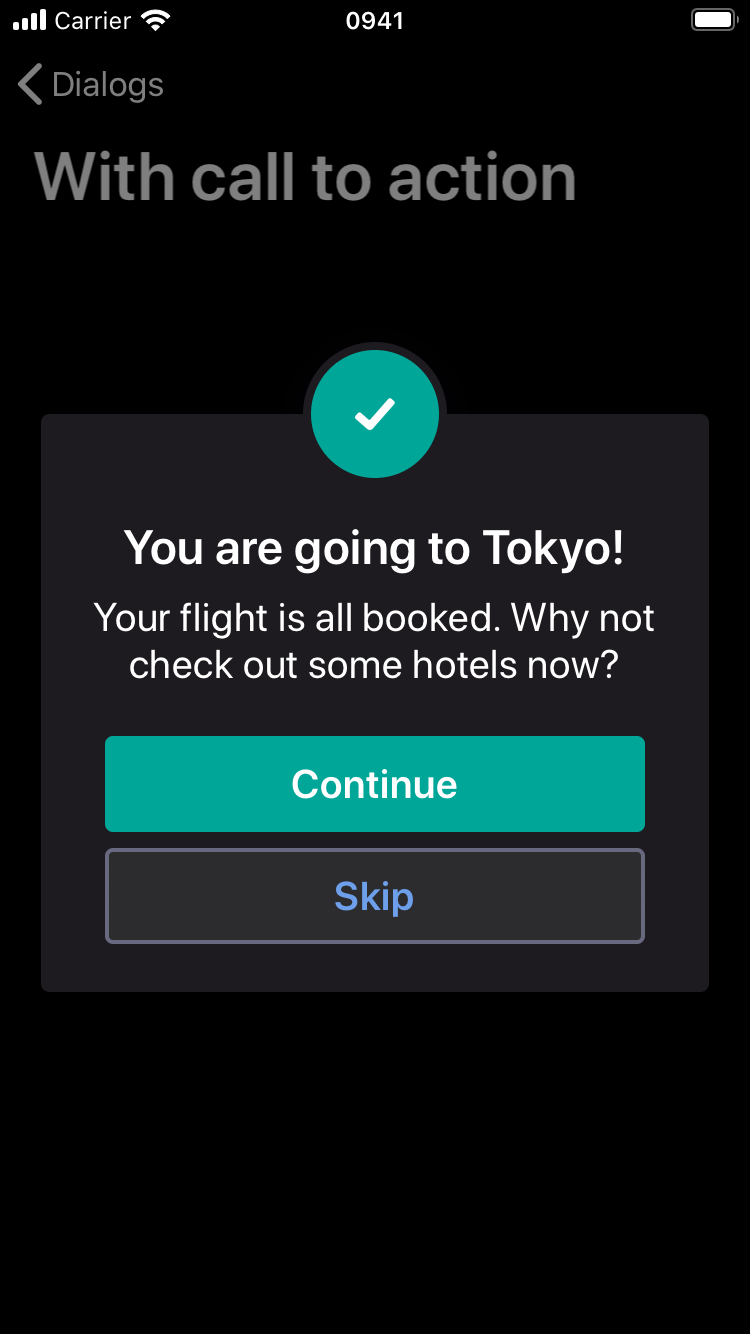 Carrier 0941
Dialogs
With call to action
You are going to Tokyo!
Your flight is all booked. Why not
check out some hotels now?
Continue
Skip